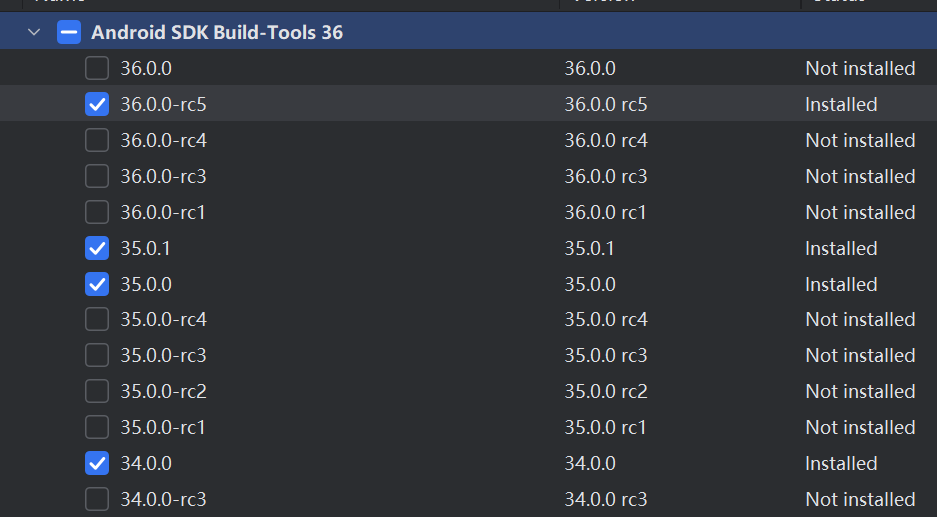 Android SDK Build-Tools 36
36.0.0 36.0.0 Not installed
36.0.0-rc5 36.0.0 rc5 Installed
36.0.0-rc4 36.0.0 rc4 Not installed
36.0.0-rc3 36.0.0 rc3 Not installed
36.0.0-rc1 36.0.0 rc1 Not installed
35.0.1 35.0.1 Installed
35.0.0 35.0.0 Installed
35.0.0-rc4 35.0.0 rc4 Not installed
35.0.0-rc3 35.0.0 rc3 Not installed
35.0.0-rc2 35.0.0 rc2 Not installed
35.0.0-rc1 35.0.0 rc1 Not installed
34.0.0 34.0.0 Installed
34.0.0-rc3 34.0.0 rc3 Not installed